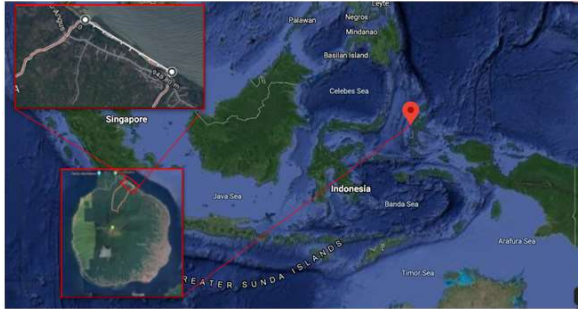 Leyte
Palawan
Negros
Mindanao
Basilan Island
Celebes Sea
Singapore
Java Sea
Indonesia
Banda Sea
Arafura Sea
Timor Sea
REATER SUNDA ISLANDS